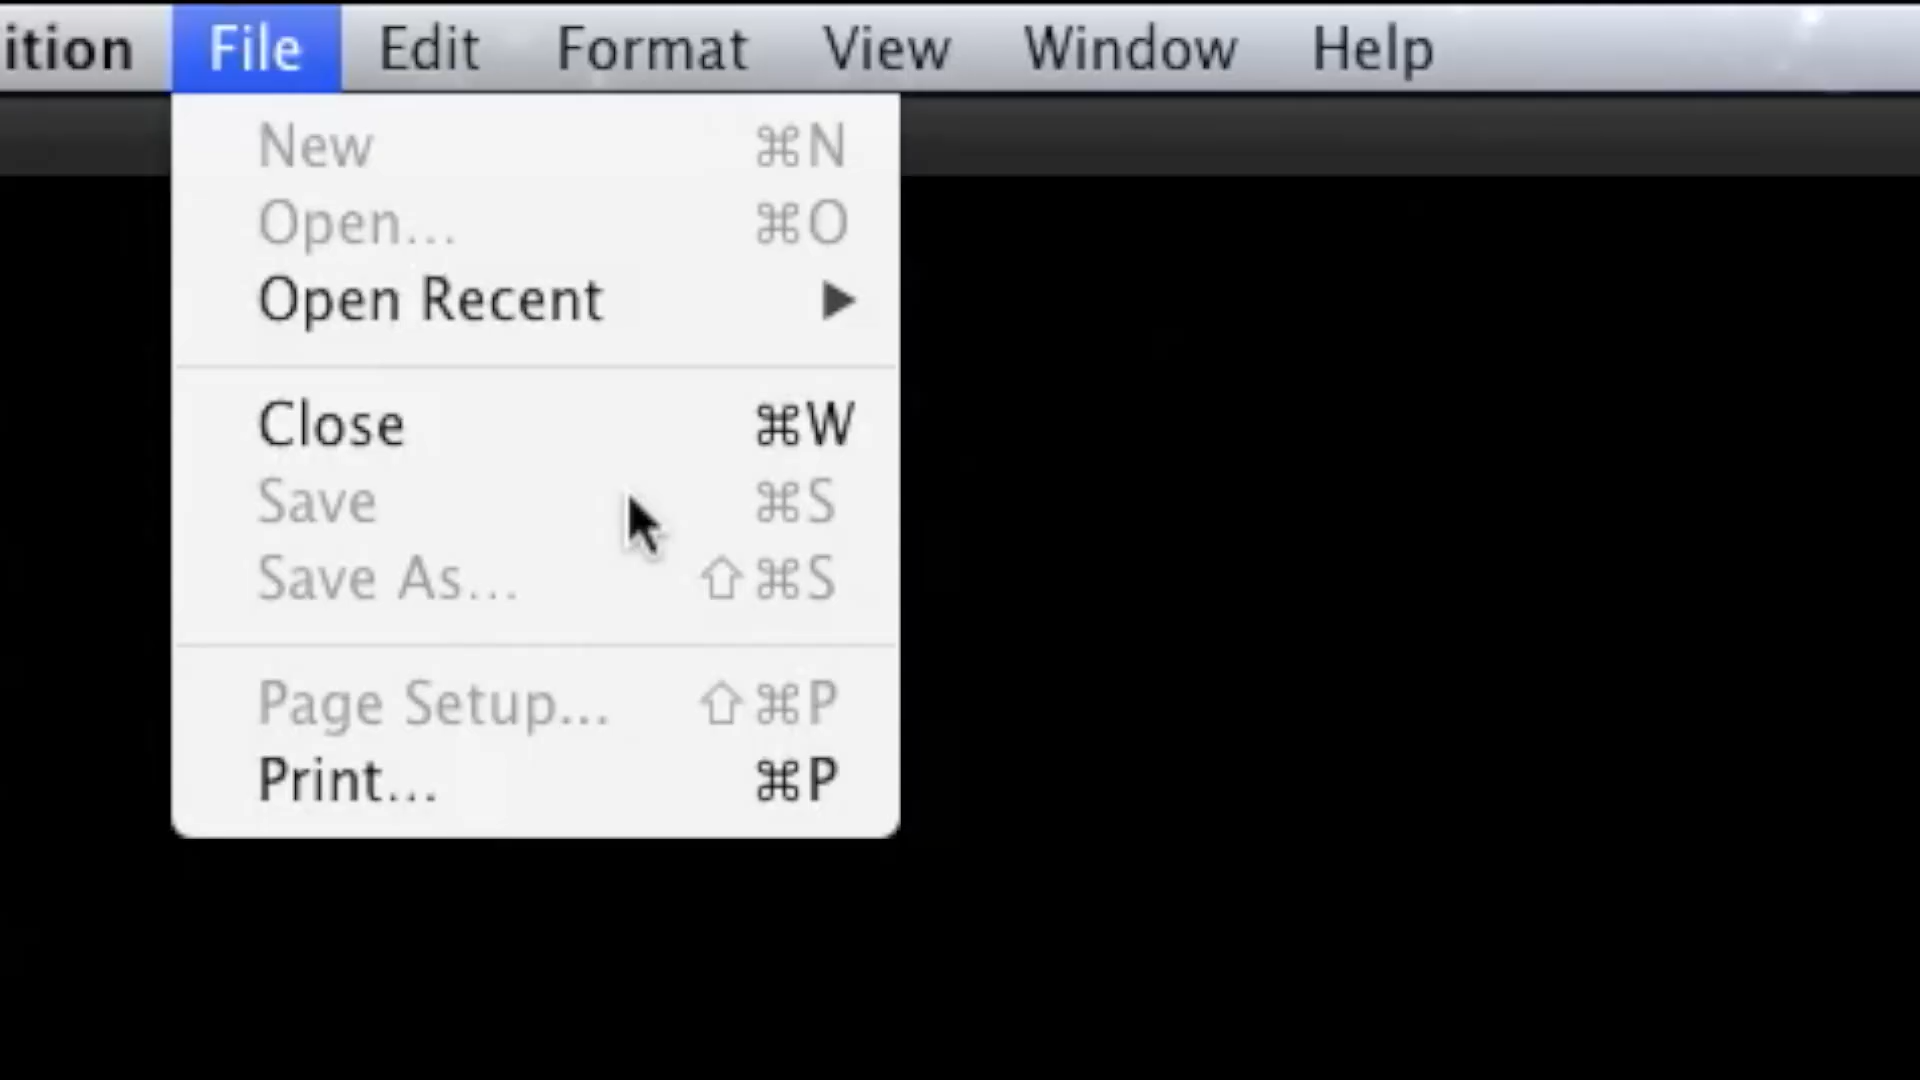 ition File Edit Format View Window Help
New ⌘N
Open... ⌘O
Open Recent ▶
Close ⌘W
Save ⌘S
Save As... ⇧⌘S
Page Setup... ⇧⌘P
Print... ⌘P